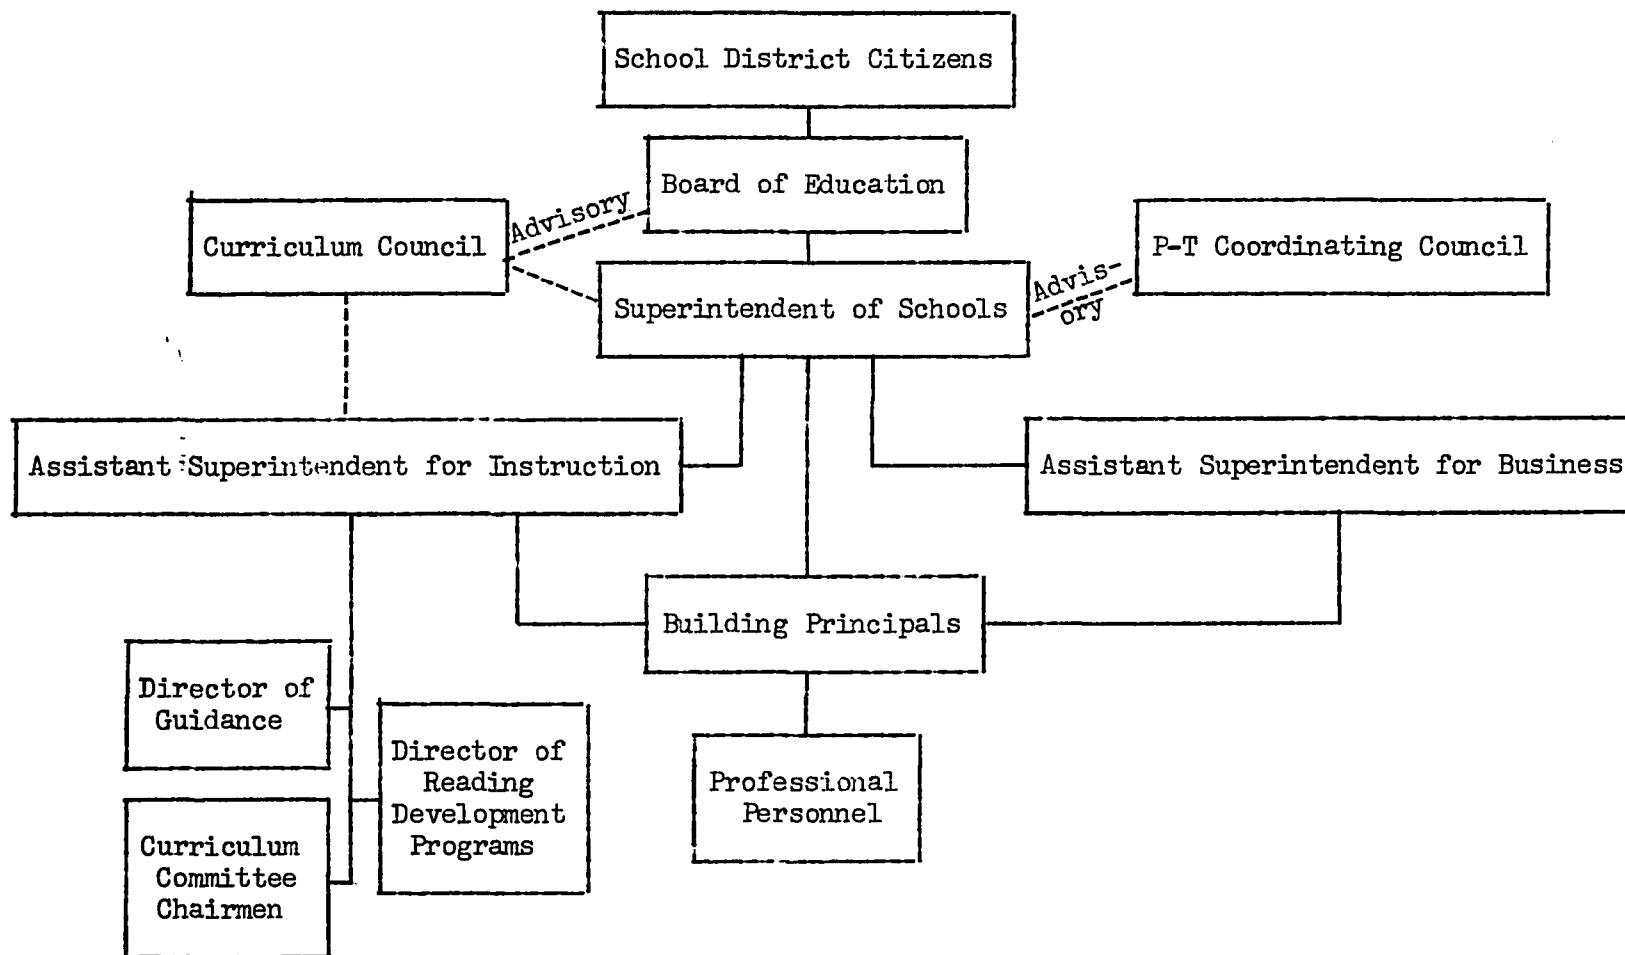 School District Citizens
Board of Education
Advisory
Curriculum Council
P-T Coordinating Council
Superintendent of Schools
Advis-
ory
Assistant Superintendent for Instruction
Assistant Superintendent for Business
Building Principals
Director of
Guidance
Director of
Reading
Development
Programs
Professional
Personnel
Curriculum
Committee
Chairmen